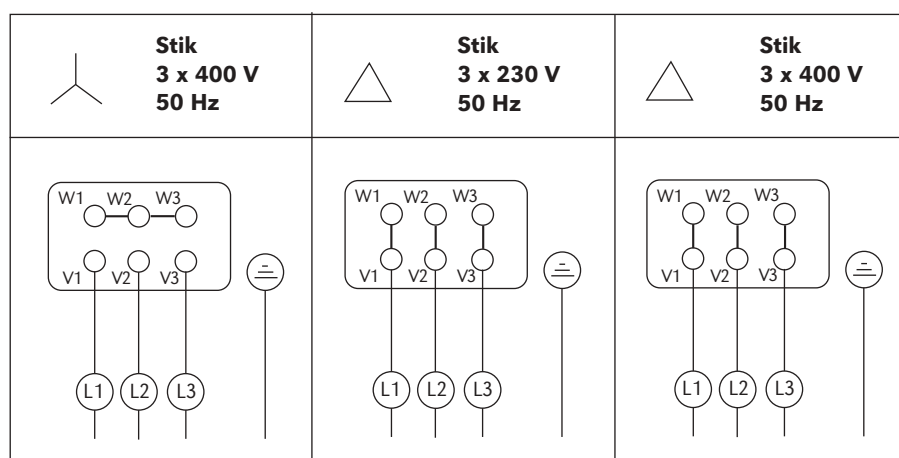 Stik
3 x 400 V
50 Hz
Stik
3 x 230 V
50 Hz
Stik
3 x 400 V
50 Hz
W1 W2 W3
V1 V2 V3
L1 L2 L3
W1 W2 W3
V1 V2 V3
L1 L2 L3
W1 W2 W3
V1 V2 V3
L1 L2 L3